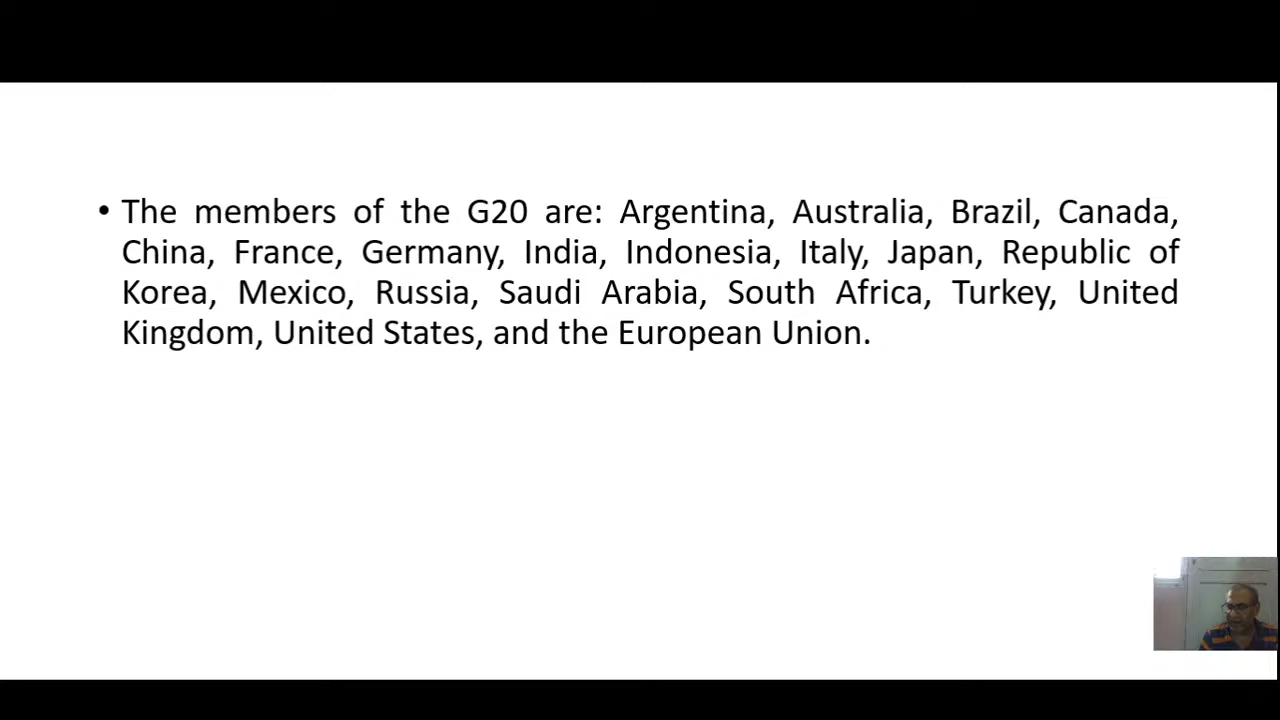 • The members of the G20 are: Argentina, Australia, Brazil, Canada,
China, France, Germany, India, Indonesia, Italy, Japan, Republic of
Korea, Mexico, Russia, Saudi Arabia, South Africa, Turkey, United
Kingdom, United States, and the European Union.